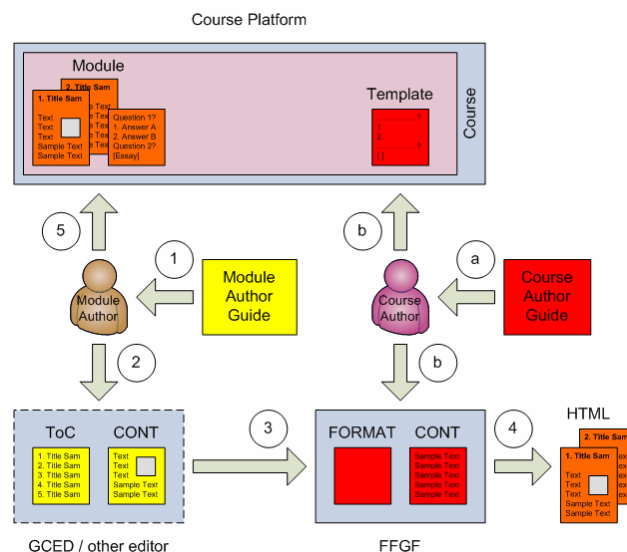 Course Platform
Module
2. Title Sam
1. Title Sam
Text
Text
Text
Sample Text
Sample Text
Question 1?
1. Answer A
2. Answer B
Question 2?
[Essay]
Template
............?
1.
2.
............?
[ ]
Course
5
1
b
a
Module
Author
Module
Author
Guide
Course
Author
Course
Author
Guide
2
b
ToC
1. Title Sam
2. Title Sam
3. Title Sam
4. Title Sam
5. Title Sam
CONT
Text
Text
Text
Sample Text
Sample Text
3
FORMAT
CONT
Sample Text
Sample Text
Sample Text
Sample Text
Sample Text
4
HTML
2. Title Sam
1. Title Sam
Text
Text
Text
Sample Text
Sample Text
GCED / other editor
FFGF